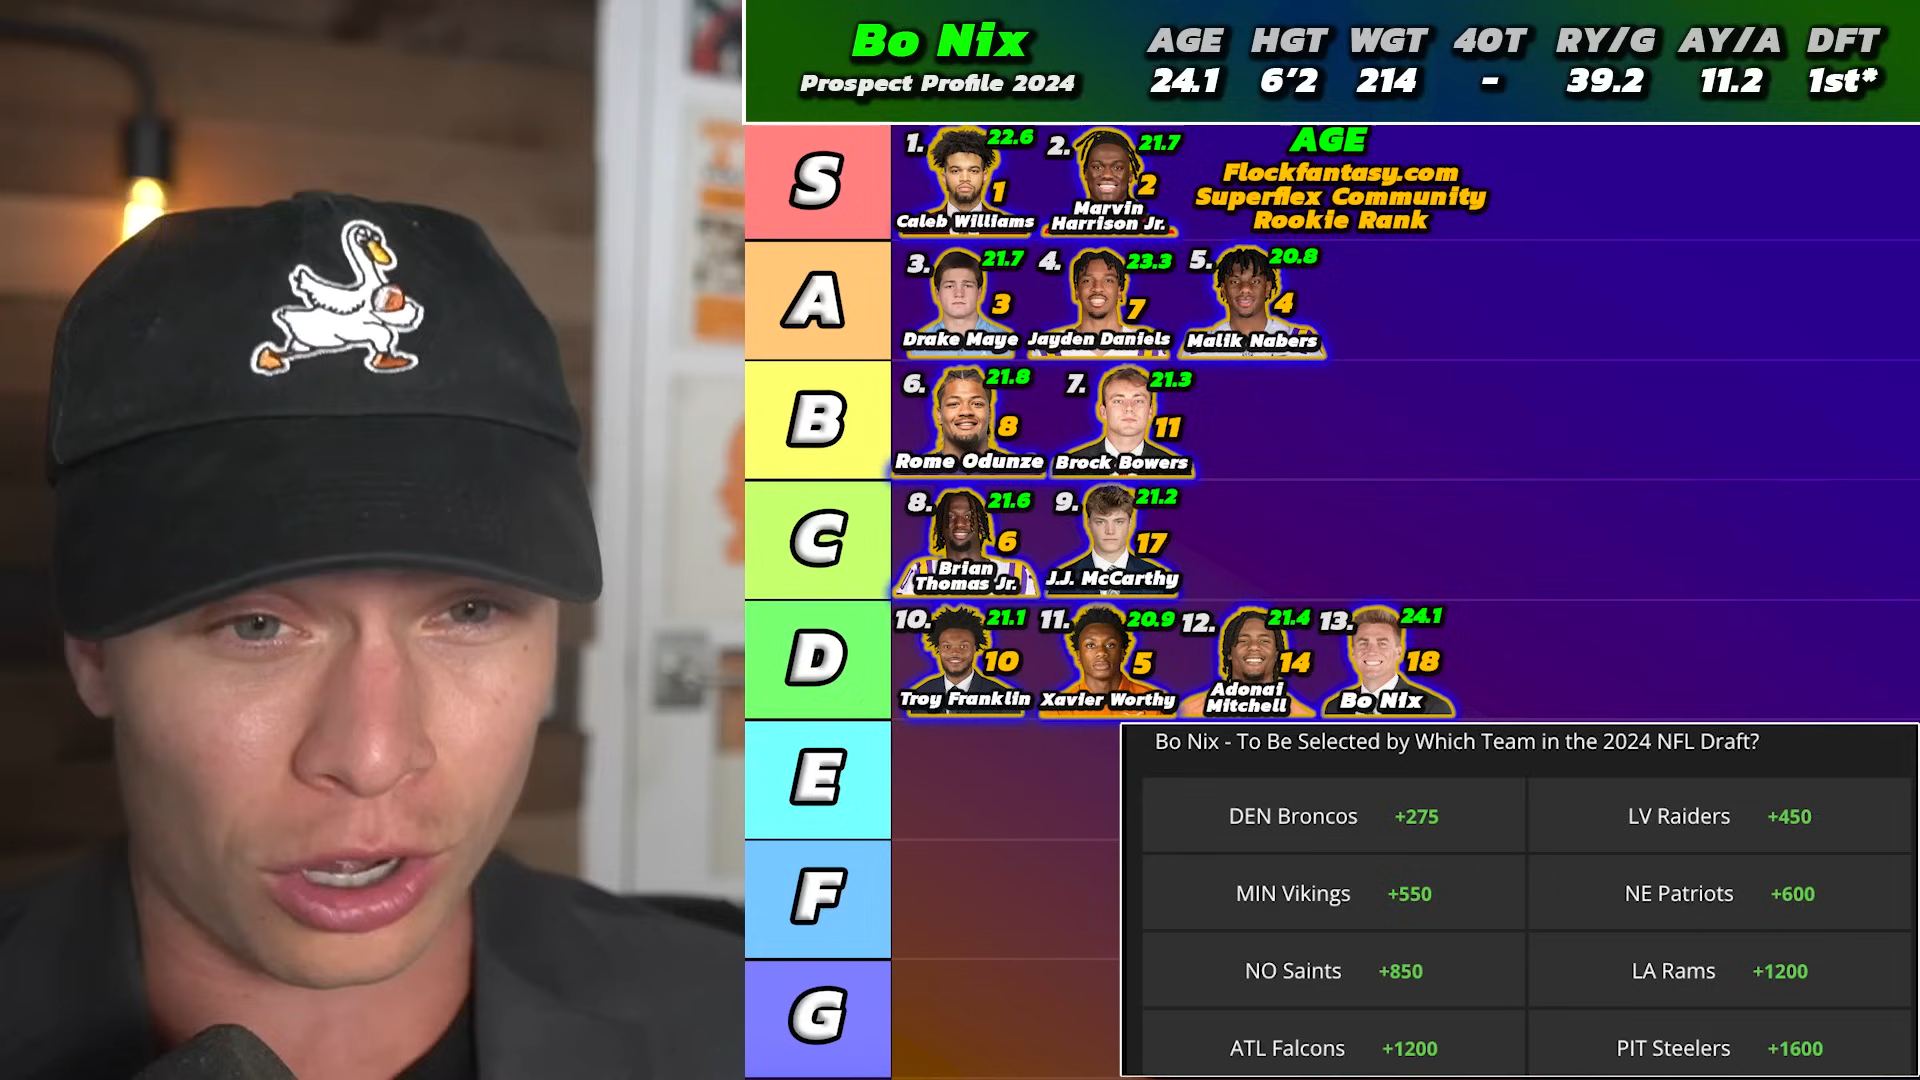 Bo Nix
Prospect Profile 2024
AGE HGT WGT 40T RY/G AY/A DFT
24.1 6'2 214 - 39.2 11.2 1st*
S
1. 22.6 1 Caleb Williams
2. 21.7 2 Marvin Harrison Jr.
AGE
Flockfantasy.com
Superflex Community
Rookie Rank
A
3. 21.7 3 Drake Maye
4. 23.3 7 Jayden Daniels
5. 20.8 4 Malik Nabers
B
6. 21.8 8 Rome Odunze
7. 21.3 11 Brock Bowers
C
8. 21.6 6 Brian Thomas Jr.
9. 21.2 17 J.J. McCarthy
D
10. 21.1 10 Troy Franklin
11. 20.9 5 Xavier Worthy
12. 21.4 14 Adonai Mitchell
13. 24.1 18 Bo Nix
E
F
G
Bo Nix - To Be Selected by Which Team in the 2024 NFL Draft?
DEN Broncos +275
LV Raiders +450
MIN Vikings +550
NE Patriots +600
NO Saints +850
LA Rams +1200
ATL Falcons +1200
PIT Steelers +1600